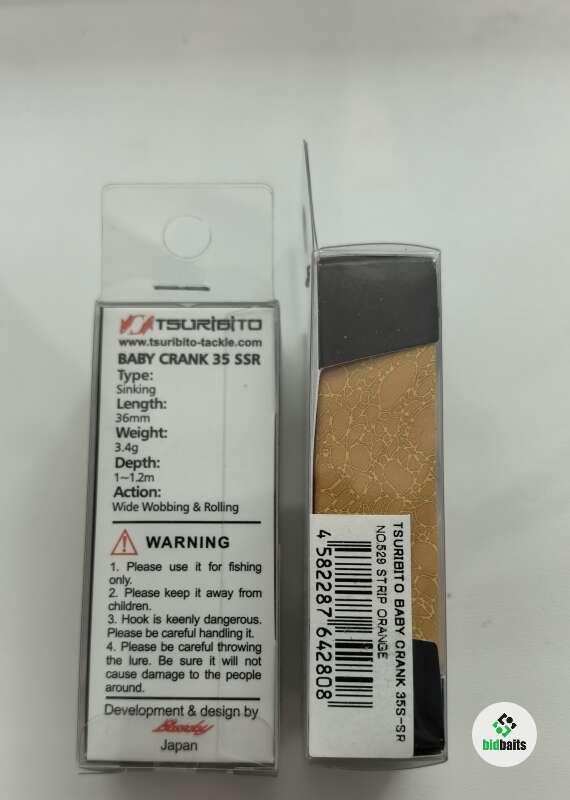 TSURIBITO
www.tsuribito-tackle.com
BABY CRANK 35 SSR
Type:
Sinking
Length:
36mm
Weight:
3.4g
Depth:
1~1.2m
Action:
Wide Wobbing & Rolling
WARNING
1. Please use it for fishing
only.
2. Please keep it away from
children.
3. Hook is keenly dangerous.
Please be careful handling it.
4. Please be careful throwing
the lure. Be sure it will not
cause damage to the people
around.
Development & design by
Japan
TSURIBITO BABY CRANK 35S-SR
NO.529 STRIP ORANGE
4 582287 642808
bidbaits